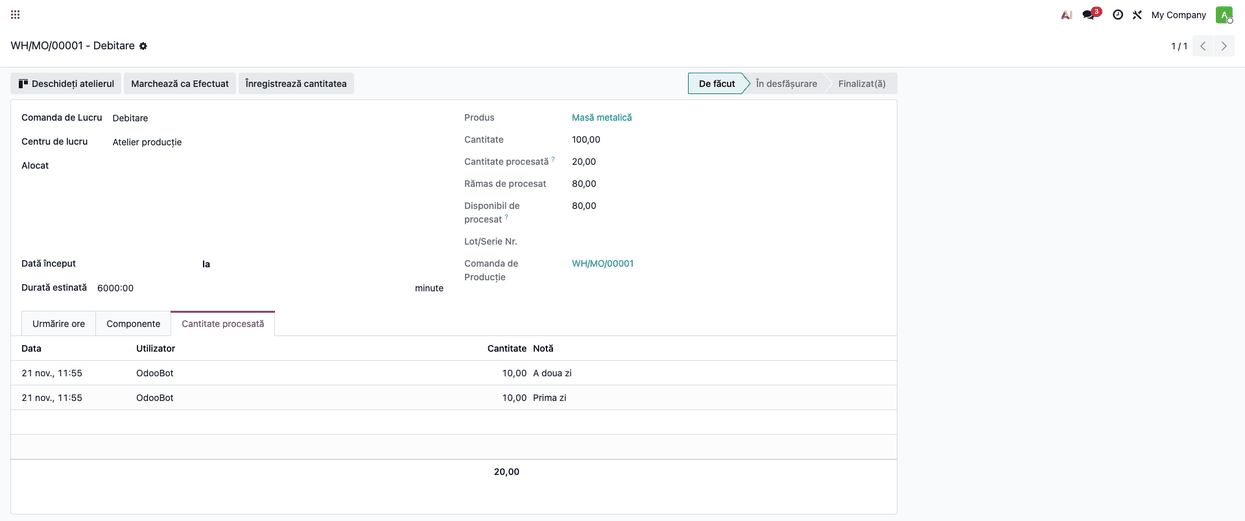 AI
3
My Company
A
WH/MO/00001 - Debitare
1 / 1
Deschideți atelierul
Marchează ca Efectuat
Înregistrează cantitatea
De făcut
În desfășurare
Finalizat(ă)
Comanda de Lucru Debitare
Centru de lucru Atelier producție
Alocat
Data început la
Durată estimată 6000:00 minute
Produs Masă metalică
Cantitate 100,00
Cantitate procesată ? 20,00
Rămas de procesat 80,00
Disponibil de
procesat ? 80,00
Lot/Serie Nr.
Comanda de
Producție WH/MO/00001
Urmărire ore
Componente
Cantitate procesată
Data Utilizator Cantitate Notă
21 nov., 11:55 OdooBot 10,00 A doua zi
21 nov., 11:55 OdooBot 10,00 Prima zi
20,00